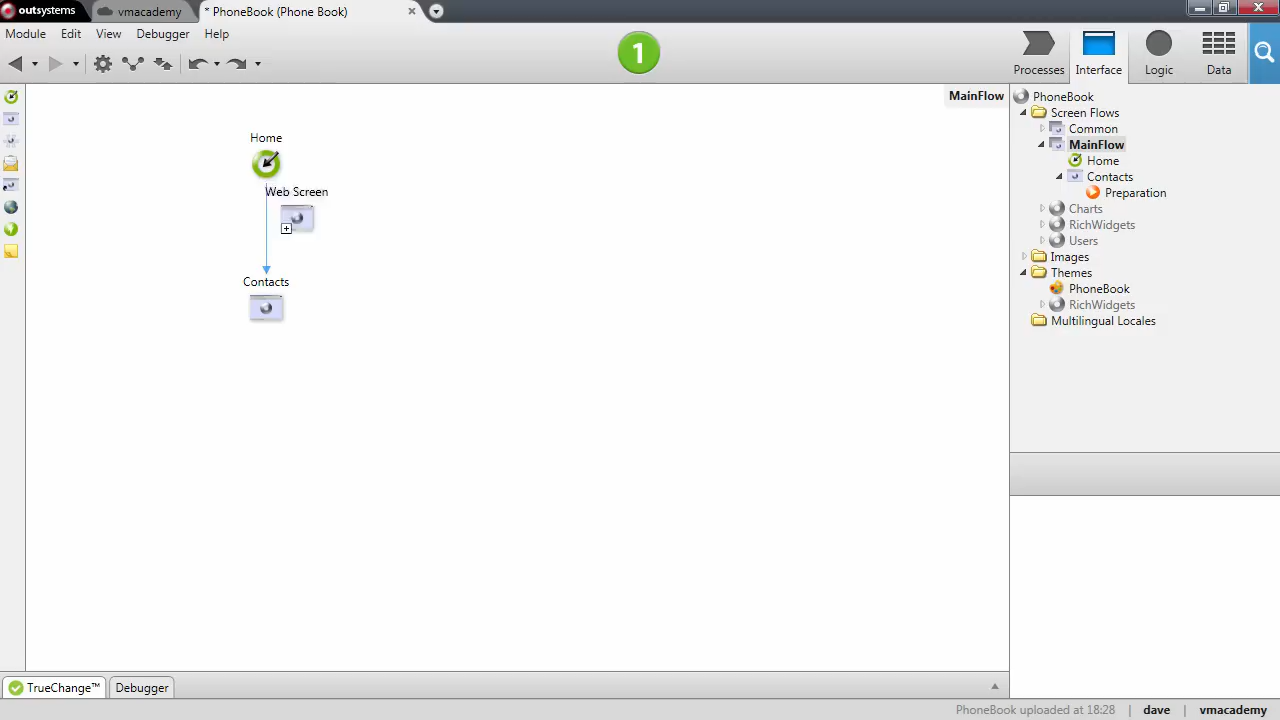 outsystems
vmacademy
* PhoneBook (Phone Book)
Module
Edit
View
Debugger
Help
1
Processes
Interface
Logic
Data
MainFlow
Home
Web Screen
Contacts
PhoneBook
Screen Flows
Common
MainFlow
Home
Contacts
Preparation
Charts
RichWidgets
Users
Images
Themes
PhoneBook
RichWidgets
Multilingual Locales
TrueChange™
Debugger
PhoneBook uploaded at 18:28 | dave | vmacademy